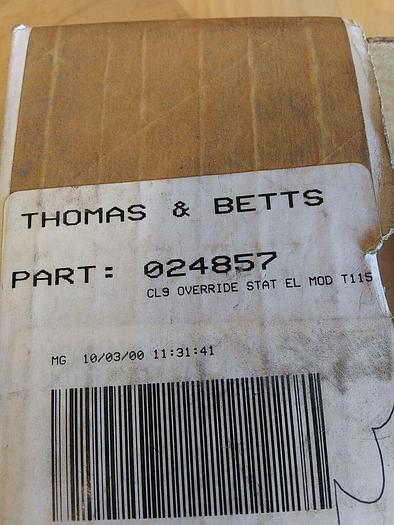 THOMAS & BETTS
PART: 024857
CL9 OVERRIDE STAT EL MOD T115
MG 10/03/00 11:31:41